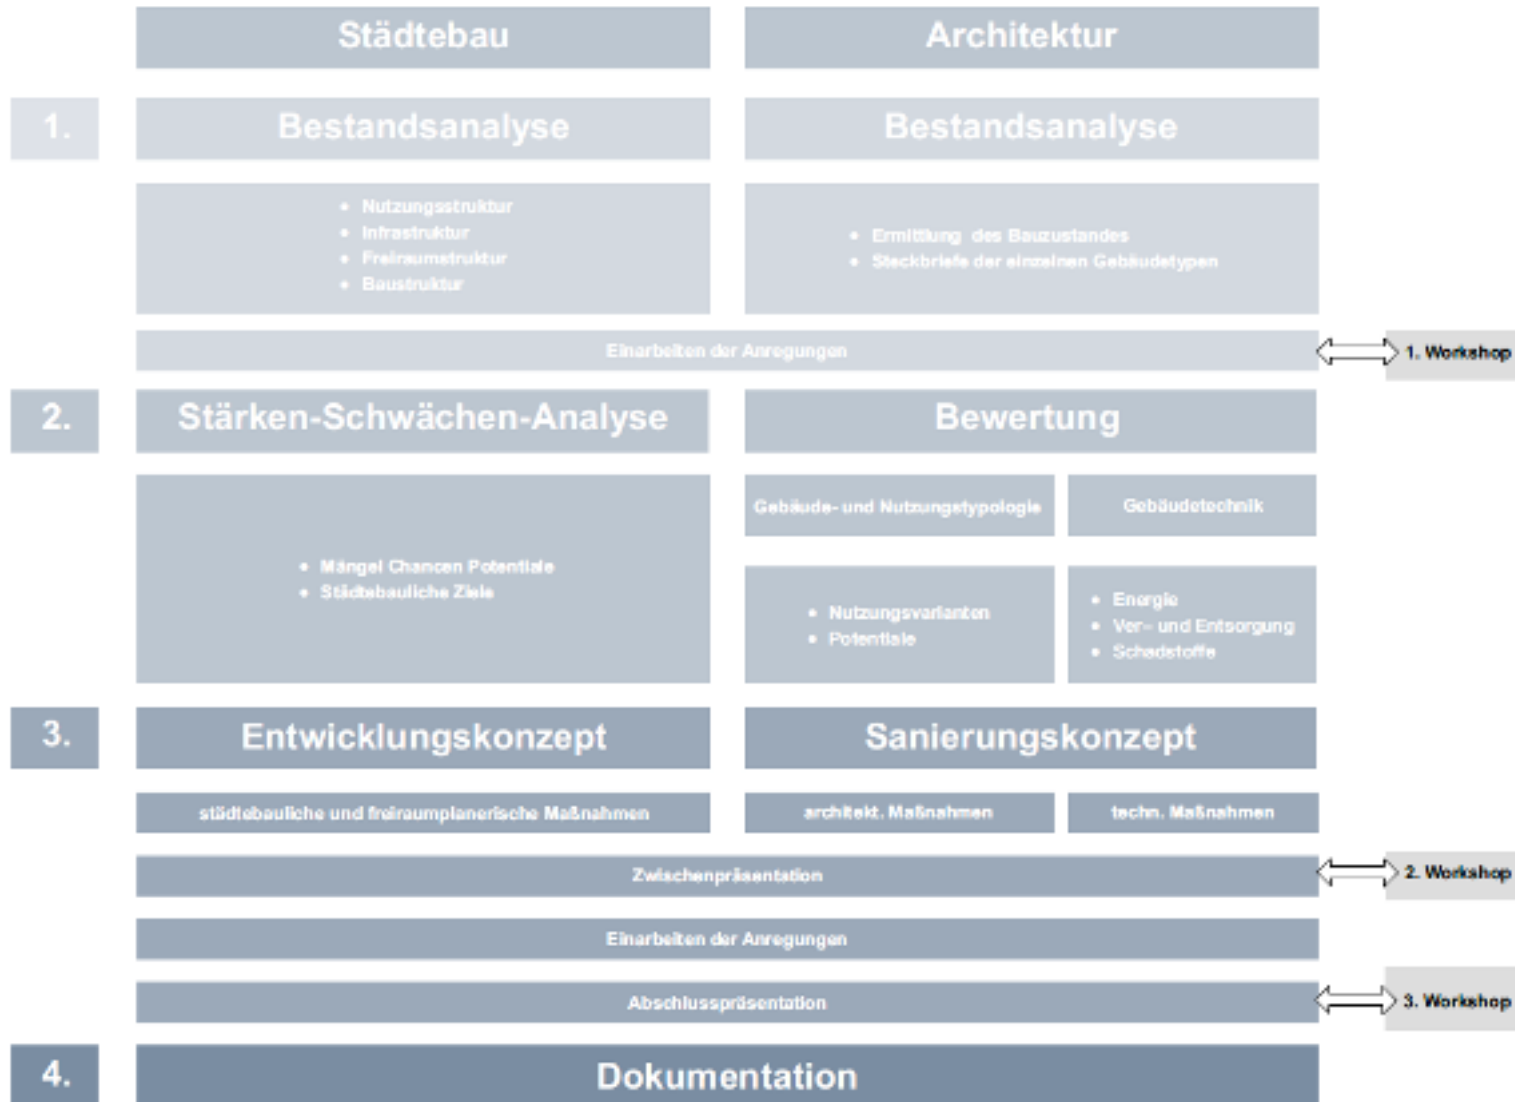 Städtebau
Architektur
1.
Bestandsanalyse
Bestandsanalyse
• Nutzungsstruktur
• Infrastruktur
• Freiraumstruktur
• Baustruktur
• Ermittlung des Bauzustandes
• Steckbriefe der einzelnen Gebäudetypen
Einarbeiten der Anregungen
1. Workshop
2.
Stärken-Schwächen-Analyse
Bewertung
• Mängel Chancen Potentiale
• Städtebauliche Ziele
Gebäude- und Nutzungstypologie
Gebäudetechnik
• Nutzungsvarianten
• Potentiale
• Energie
• Ver– und Entsorgung
• Schadstoffe
3.
Entwicklungskonzept
Sanierungskonzept
städtebauliche und freiraumplanerische Maßnahmen
architekt. Maßnahmen
techn. Maßnahmen
Zwischenpräsentation
2. Workshop
Einarbeiten der Anregungen
Abschlusspräsentation
3. Workshop
4.
Dokumentation